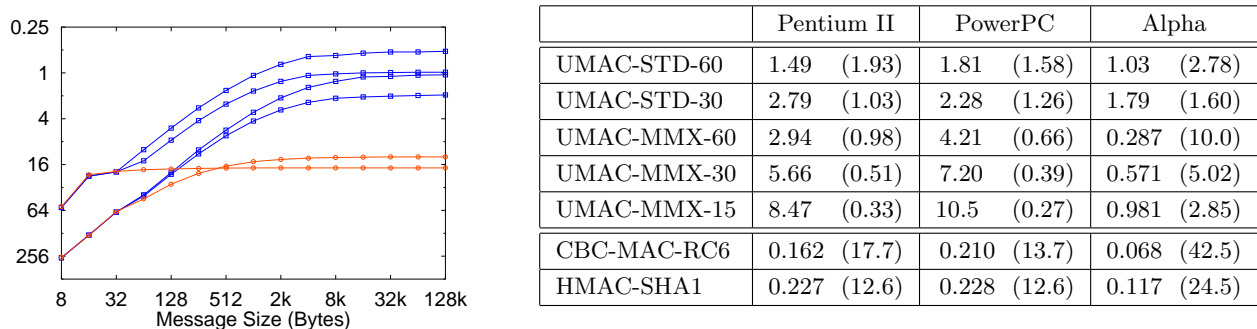 0.25
1
4
16
64
256
8 32 128 512 2k 8k 32k 128k
Message Size (Bytes)
Pentium II PowerPC Alpha
UMAC-STD-60 1.49 (1.93) 1.81 (1.58) 1.03 (2.78)
UMAC-STD-30 2.79 (1.03) 2.28 (1.26) 1.79 (1.60)
UMAC-MMX-60 2.94 (0.98) 4.21 (0.66) 0.287 (10.0)
UMAC-MMX-30 5.66 (0.51) 7.20 (0.39) 0.571 (5.02)
UMAC-MMX-15 8.47 (0.33) 10.5 (0.27) 0.981 (2.85)
CBC-MAC-RC6 0.162 (17.7) 0.210 (13.7) 0.068 (42.5)
HMAC-SHA1 0.227 (12.6) 0.228 (12.6) 0.117 (24.5)